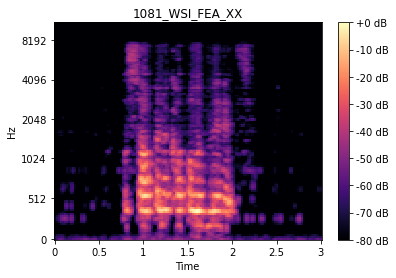 1081_WSI_FEA_XX
+0 dB
8192
-10 dB
4096
-20 dB
-30 dB
2048
Hz
-40 dB
1024
-50 dB
512
-60 dB
-70 dB
0
-80 dB
0 0.5 1 1.5 2 2.5 3
Time